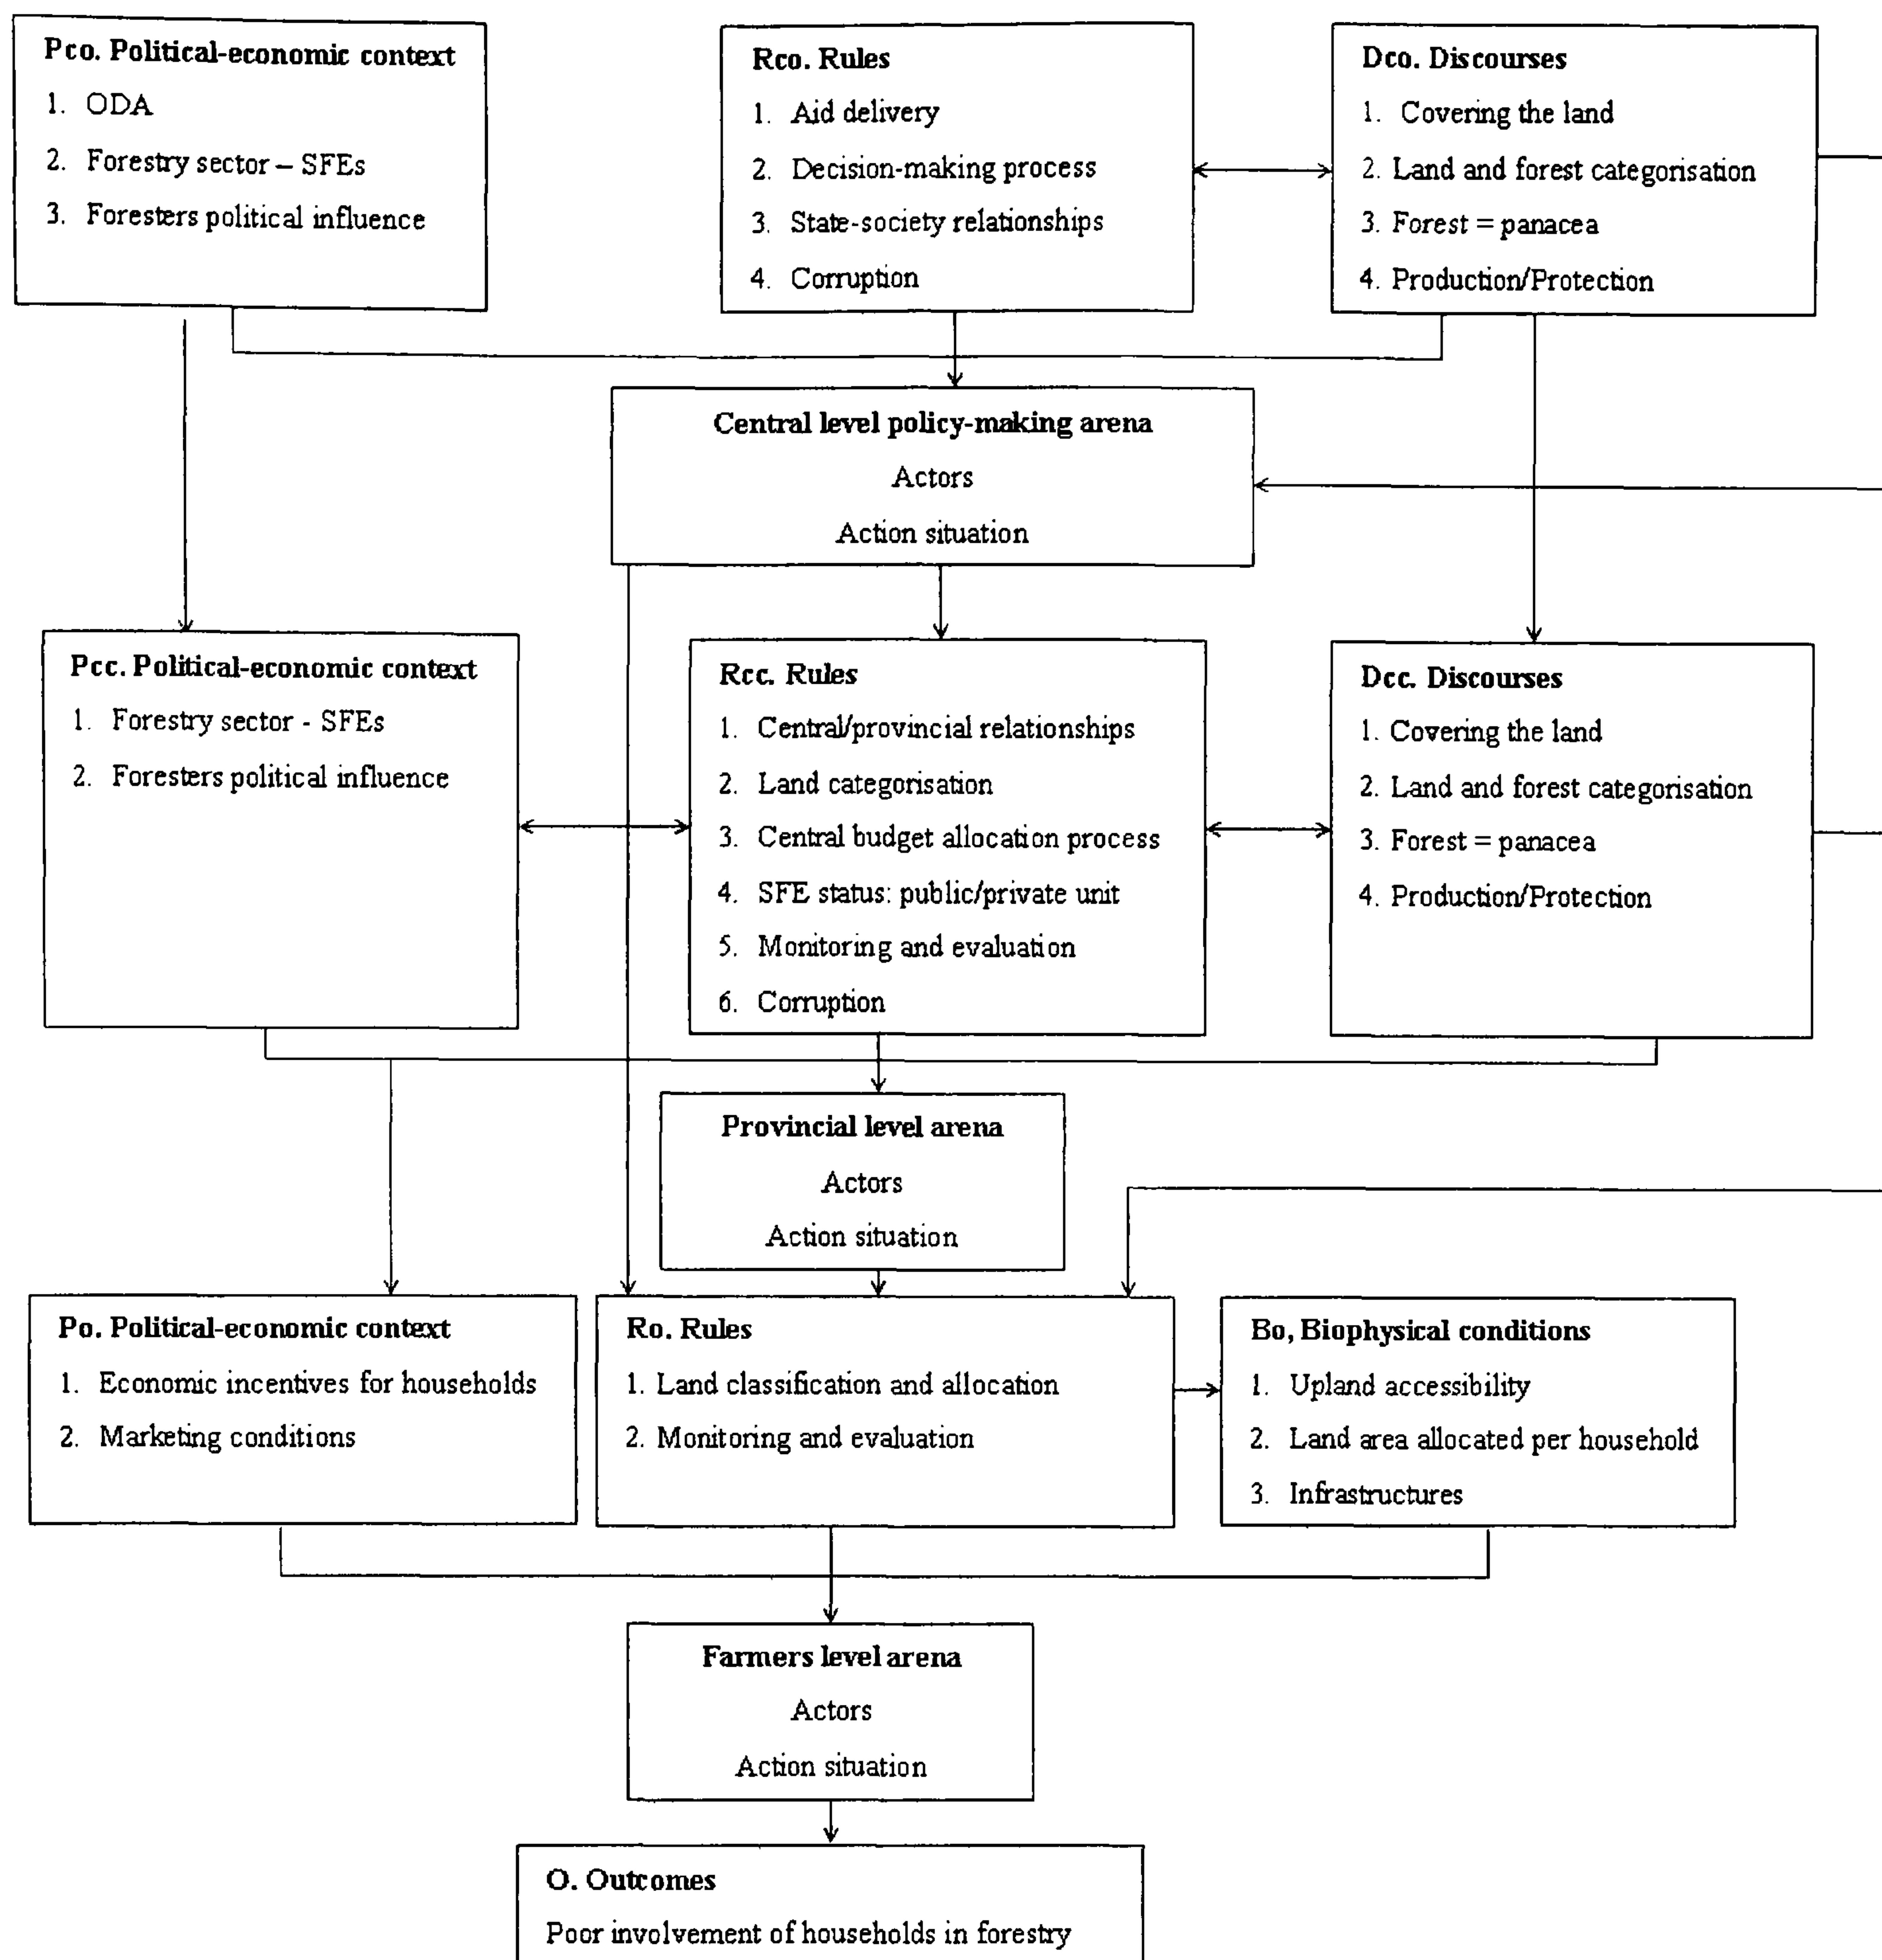 Pco. Political-economic context
1. ODA
2. Forestry sector – SFEs
3. Foresters political influence
Rco. Rules
1. Aid delivery
2. Decision-making process
3. State-society relationships
4. Corruption
Dco. Discourses
1. Covering the land
2. Land and forest categorisation
3. Forest = panacea
4. Production/Protection
Central level policy-making arena
Actors
Action situation
Pcc. Political-economic context
1. Forestry sector - SFEs
2. Foresters political influence
Rcc. Rules
1. Central/provincial relationships
2. Land categorisation
3. Central budget allocation process
4. SFE status: public/private unit
5. Monitoring and evaluation
6. Corruption
Dcc. Discourses
1. Covering the land
2. Land and forest categorisation
3. Forest = panacea
4. Production/Protection
Provincial level arena
Actors
Action situation
Po. Political-economic context
1. Economic incentives for households
2. Marketing conditions
Ro. Rules
1. Land classification and allocation
2. Monitoring and evaluation
Bo, Biophysical conditions
1. Upland accessibility
2. Land area allocated per household
3. Infrastructures
Farmers level arena
Actors
Action situation
O. Outcomes
Poor involvement of households in forestry